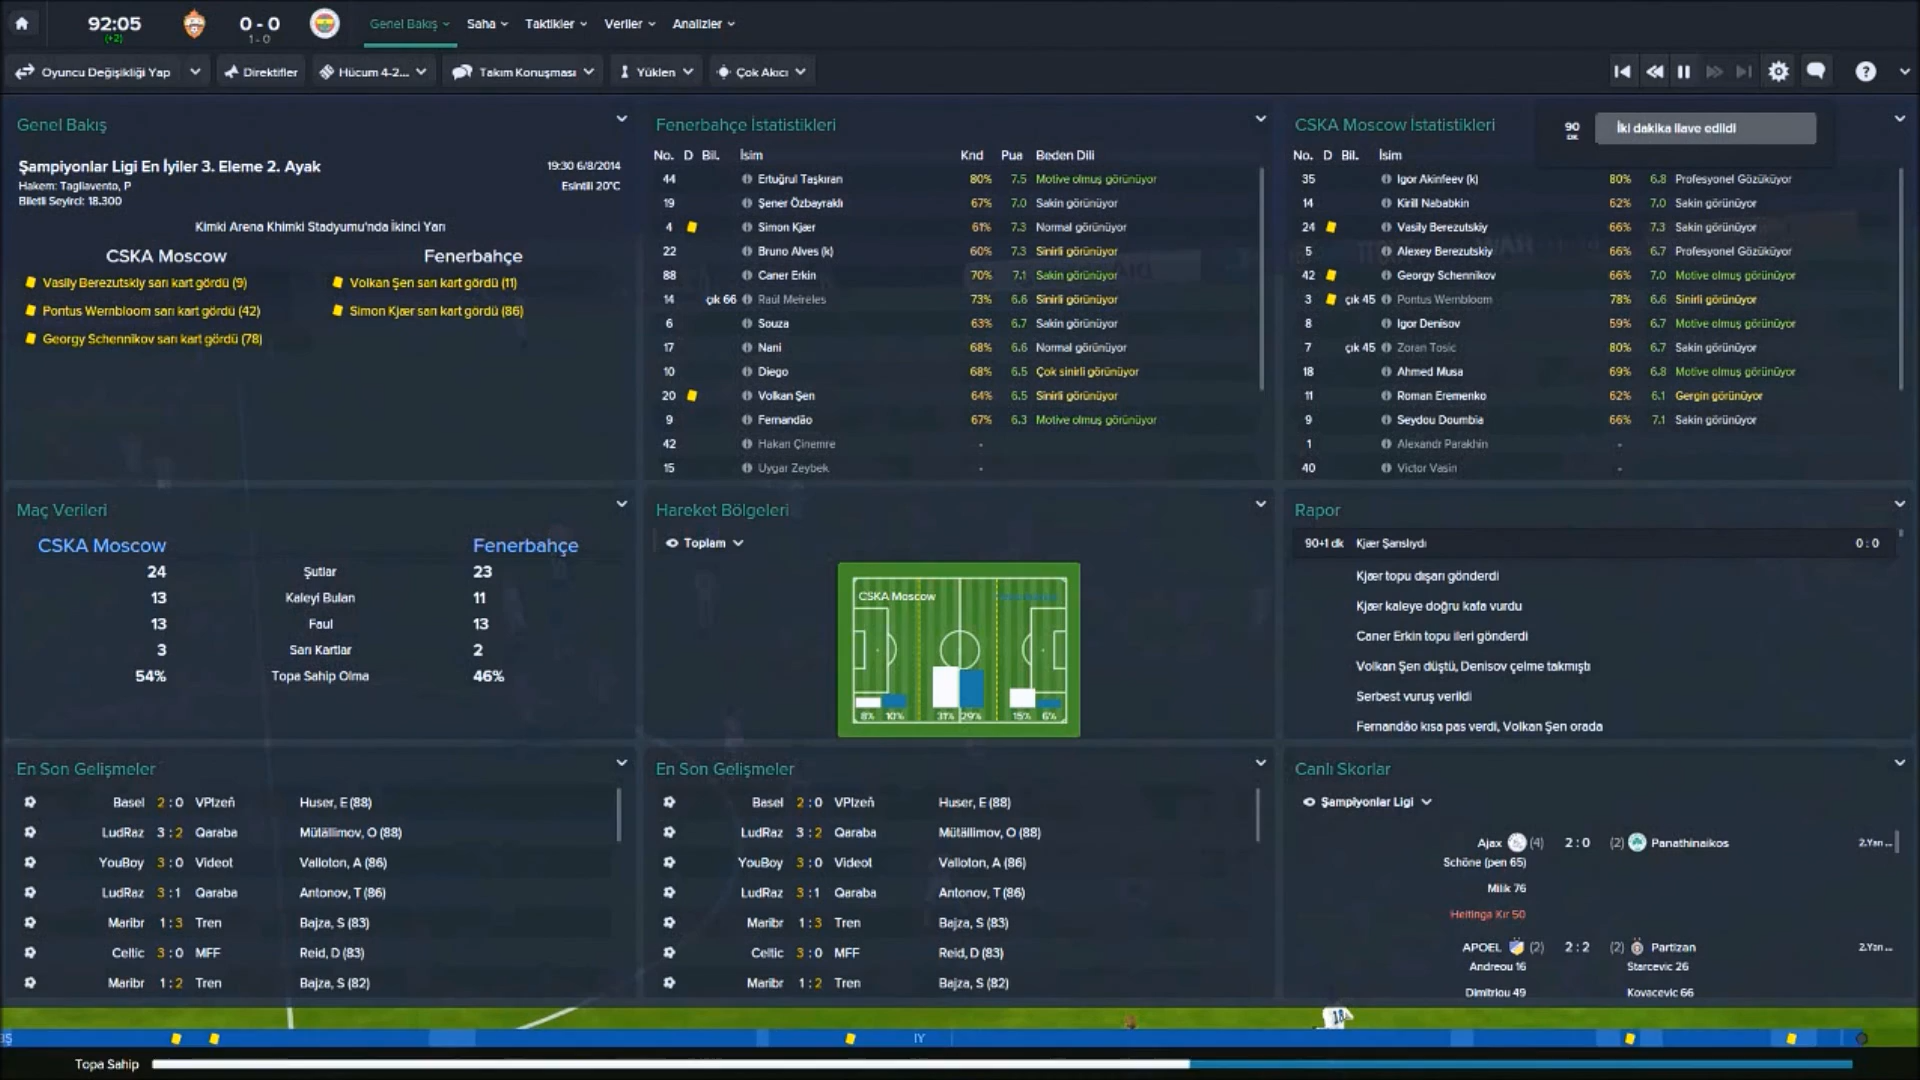 92:05
(+2)
0 - 0
1 - 0
Genel Bakış
Saha
Taktikler
Veriler
Analizler
Oyuncu Değişikliği Yap
Direktifler
Hücum 4-2...
Takım Konuşması
Yüklen
Çok Akıcı
Genel Bakış
Şampiyonlar Ligi En İyiler 3. Eleme 2. Ayak
19:30 6/8/2014
Hakem: Tagliavento, P
Esintili 20°C
Biletli Seyirci: 18.300
Kimki Arena Khimki Stadyumu'nda İkinci Yarı
CSKA Moscow Fenerbahçe
Vasily Berezutskiy sarı kart gördü (9) Volkan Şen sarı kart gördü (11)
Pontus Wernbloom sarı kart gördü (42) Simon Kjær sarı kart gördü (86)
Georgy Schennikov sarı kart gördü (78)
Fenerbahçe İstatistikleri
No. D Bil. İsim Knd Pua Beden Dili
44 Ertuğrul Taşkıran 80% 7.5 Motive olmuş görünüyor
19 Şener Özbayraklı 67% 7.0 Sakin görünüyor
4 Simon Kjær 61% 7.3 Normal görünüyor
22 Bruno Alves (k) 60% 7.3 Sinirli görünüyor
88 Caner Erkin 70% 7.1 Sakin görünüyor
14 çık 66 Raúl Meireles 73% 6.6 Sinirli görünüyor
6 Souza 63% 6.7 Sakin görünüyor
17 Nani 68% 6.6 Normal görünüyor
10 Diego 68% 6.5 Çok sinirli görünüyor
20 Volkan Şen 64% 6.5 Sinirli görünüyor
9 Fernandão 67% 6.3 Motive olmuş görünüyor
42 Hakan Çinemre -
15 Uygar Zeybek -
CSKA Moscow İstatistikleri
90 DK
İki dakika ilave edildi
No. D Bil. İsim
35 Igor Akinfeev (k) 80% 6.8 Profesyonel Gözüküyor
14 Kirill Nababkin 62% 7.0 Sakin görünüyor
24 Vasily Berezutskiy 66% 7.3 Sakin görünüyor
5 Alexey Berezutskiy 66% 6.7 Profesyonel Gözüküyor
42 Georgy Schennikov 66% 7.0 Motive olmuş görünüyor
3 çık 45 Pontus Wernbloom 78% 6.6 Sinirli görünüyor
8 Igor Denisov 59% 6.7 Motive olmuş görünüyor
7 çık 45 Zoran Tosic 80% 6.7 Sakin görünüyor
18 Ahmed Musa 69% 6.8 Motive olmuş görünüyor
11 Roman Eremenko 62% 6.1 Gergin görünüyor
9 Seydou Doumbia 66% 7.1 Sakin görünüyor
1 Alexandr Parakhin -
40 Victor Vasin -
Maç Verileri
CSKA Moscow Fenerbahçe
24 Şutlar 23
13 Kaleyi Bulan 11
13 Faul 13
3 Sarı Kartlar 2
54% Topa Sahip Olma 46%
Hareket Bölgeleri
Toplam
CSKA Moscow
8% 10% 31% 29% 15% 6%
Rapor
90+1 dk Kjær Şanslıydı 0 : 0
Kjær topu dışarı gönderdi
Kjær kaleye doğru kafa vurdu
Caner Erkin topu ileri gönderdi
Volkan Şen düştü, Denisov çelme takmıştı
Serbest vuruş verildi
Fernandão kısa pas verdi, Volkan Şen orada
En Son Gelişmeler
Basel 2 : 0 VPlzeň Huser, E (88)
LudRaz 3 : 2 Qaraba Mütällimov, O (88)
YouBoy 3 : 0 Videot Valloton, A (86)
LudRaz 3 : 1 Qaraba Antonov, T (86)
Maribr 1 : 3 Tren Bajza, S (83)
Celtic 3 : 0 MFF Reid, D (83)
Maribr 1 : 2 Tren Bajza, S (82)
En Son Gelişmeler
Basel 2 : 0 VPlzeň Huser, E (88)
LudRaz 3 : 2 Qaraba Mütällimov, O (88)
YouBoy 3 : 0 Videot Valloton, A (86)
LudRaz 3 : 1 Qaraba Antonov, T (86)
Maribr 1 : 3 Tren Bajza, S (83)
Celtic 3 : 0 MFF Reid, D (83)
Maribr 1 : 2 Tren Bajza, S (82)
Canlı Skorlar
Şampiyonlar Ligi
Ajax (4) 2 : 0 (2) Panathinaikos 2.Yarı ...
Schöne (pen 65)
Milik 76
Heitinga Kır 50
APOEL (2) 2 : 2 (2) Partizan 2.Yarı ...
Andreou 16 Starcevic 26
Dimitriou 49 Kovacevic 66
18
IY
Topa Sahip